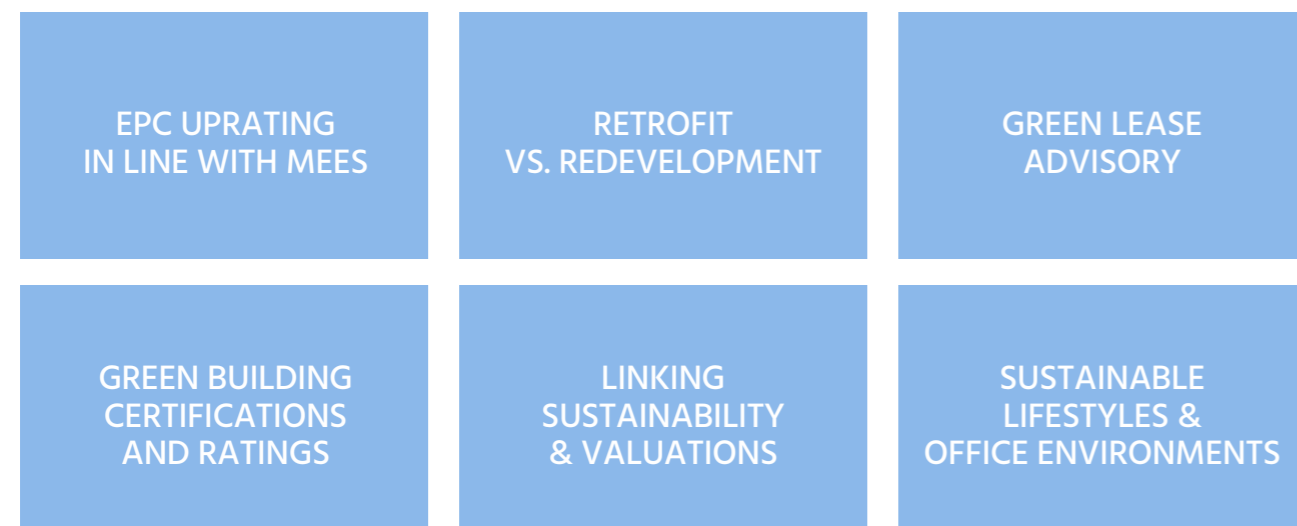 EPC UPRATING
IN LINE WITH MEES
RETROFIT
VS. REDEVELOPMENT
GREEN LEASE
ADVISORY
GREEN BUILDING
CERTIFICATIONS
AND RATINGS
LINKING
SUSTAINABILITY
& VALUATIONS
SUSTAINABLE
LIFESTYLES &
OFFICE ENVIRONMENTS